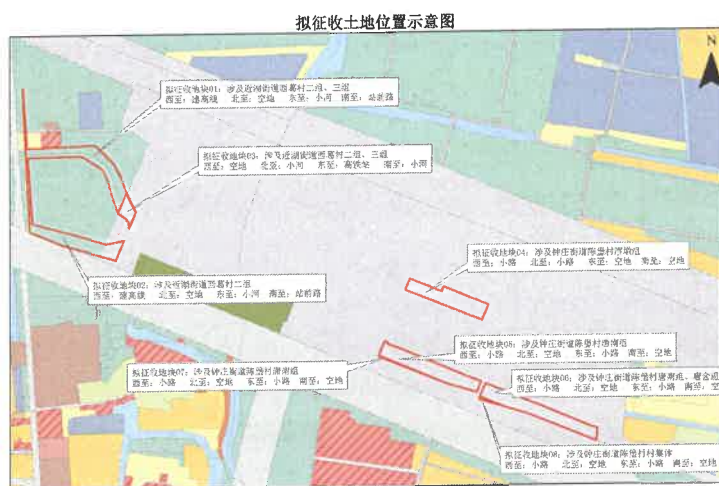 拟征收土地位置示意图
N
拟征收地块01：涉及近湖街道西葛村二组、三组
西至：建高线　北至：空地　东至：小河　南至：站前路
拟征收地块03：涉及近湖街道西葛村二组、三组
西至：空地　北至：小河　东至：高铁站　南至：小河
拟征收地块04：涉及钟庄街道陈堡村
西至：小路　北至：小路　东至：空地　南至：空地
拟征收地块02：涉及近湖街道西葛村二组
西至：建高线　北至：空地　东至：小河　南至：站前路
拟征收地块05：涉及钟庄街道陈堡村唐南组
西至：小路　北至：空地　东至：小路　南至：空地
拟征收地块07：涉及钟庄街道陈堡村唐南组
西至：小路　北至：空地　东至：小路　南至：空地
拟征收地块06：涉及钟庄街道陈堡村唐南组、
西至：小路　北至：空地　东至：小路　南至：空
拟征收地块08：涉及钟庄街道陈堡村村集体
西至：小路　北至：空地　东至：小路　南至：空地